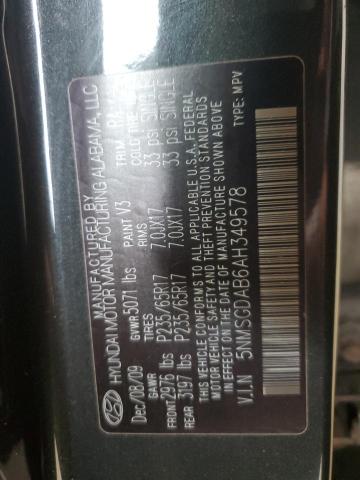 MANUFACTURED BY
HYUNDAI MOTOR MANUFACTURING ALABAMA, LLC
Dec/08/09 GVWR 5071 lbs PAINT V3 TRIM
GAWR TIRES RIMS COLD TIRE
FRONT 2976 lbs P235/65R17 7.0JX17 33 psi SINGLE
REAR 3197 lbs P235/65R17 7.0JX17 33 psi SINGLE
THIS VEHICLE CONFORMS TO ALL APPLICABLE U.S.A. FEDERAL
MOTOR VEHICLE SAFETY AND THEFT PREVENTION STANDARDS
IN EFFECT ON THE DATE OF MANUFACTURE SHOWN ABOVE
V.I.N 5NMSGDAB6AH349578 TYPE: MPV